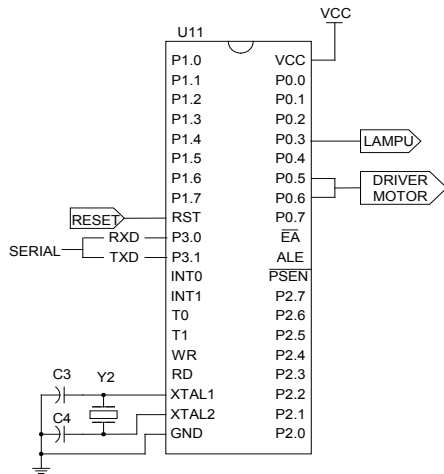 VCC
U11
P1.0 VCC
P1.1 P0.0
P1.2 P0.1
P1.3 P0.2
P1.4 P0.3 LAMPU
P1.5 P0.4
P1.6 P0.5 DRIVER
P1.7 P0.6 MOTOR
RESET RST P0.7
RXD P3.0 EA
SERIAL
TXD P3.1 ALE
INT0 PSEN
INT1 P2.7
T0 P2.6
T1 P2.5
WR P2.4
C3 Y2 RD P2.3
XTAL1 P2.2
C4 XTAL2 P2.1
GND P2.0